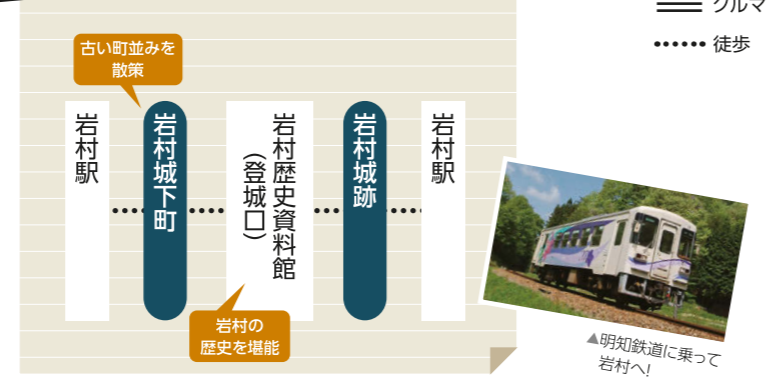 クルマ
徒歩
古い町並みを
散策
岩村駅
岩村城下町
岩村歴史資料館
（登城口）
岩村城跡
岩村駅
岩村の
歴史を堪能
▲明知鉄道に乗って
岩村へ!